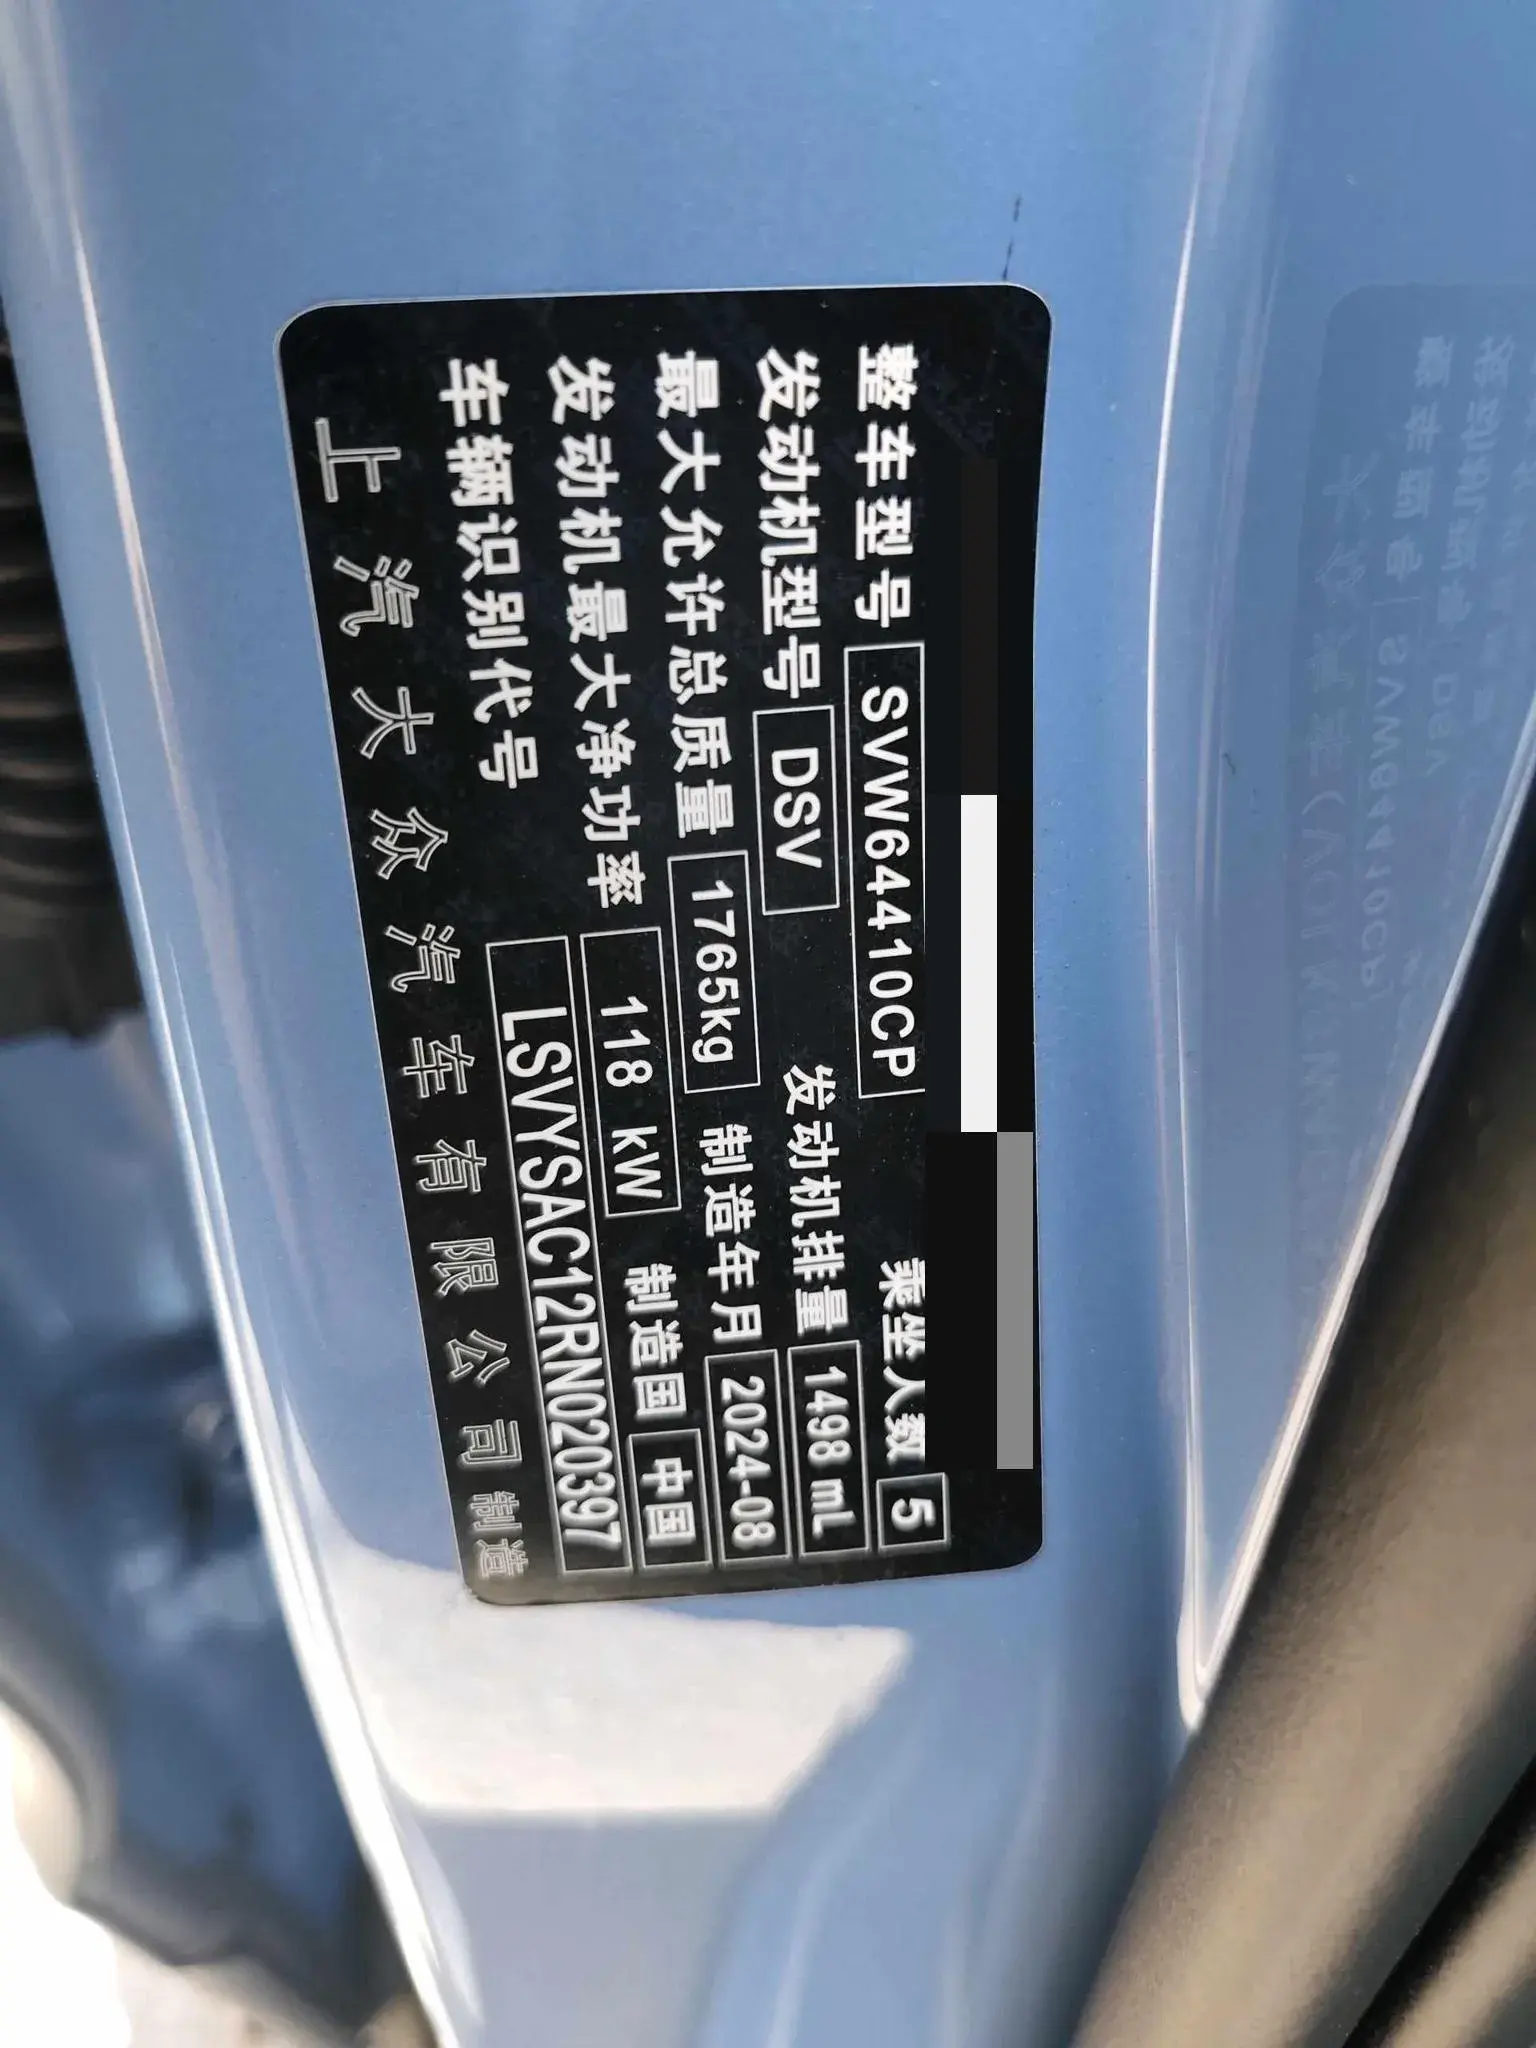 整车型号 SVW6441OCP 乘坐人数 5
发动机型号 DSV 发动机排量 1498 mL
最大允许总质量 1765kg 制造年月 2024-08
发动机最大净功率 118 kW 制造国 中国
车辆识别代号 LSVYSAC12RN020397
上汽大众汽车有限公司制造